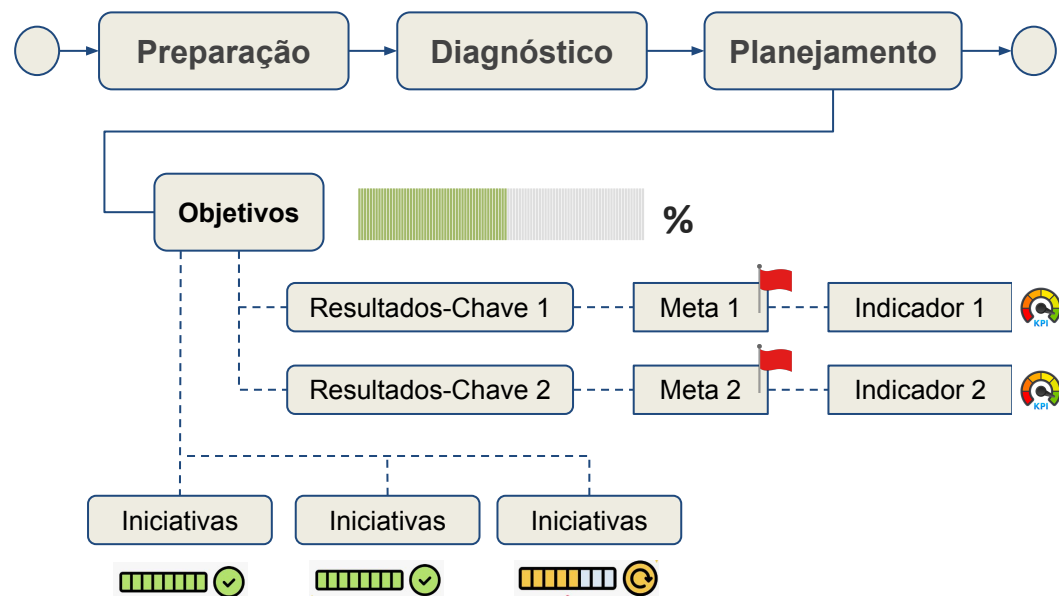 Preparação
Diagnóstico
Planejamento
Objetivos
%
Resultados-Chave 1
Meta 1
Indicador 1
KPI
Resultados-Chave 2
Meta 2
Indicador 2
KPI
Iniciativas
Iniciativas
Iniciativas